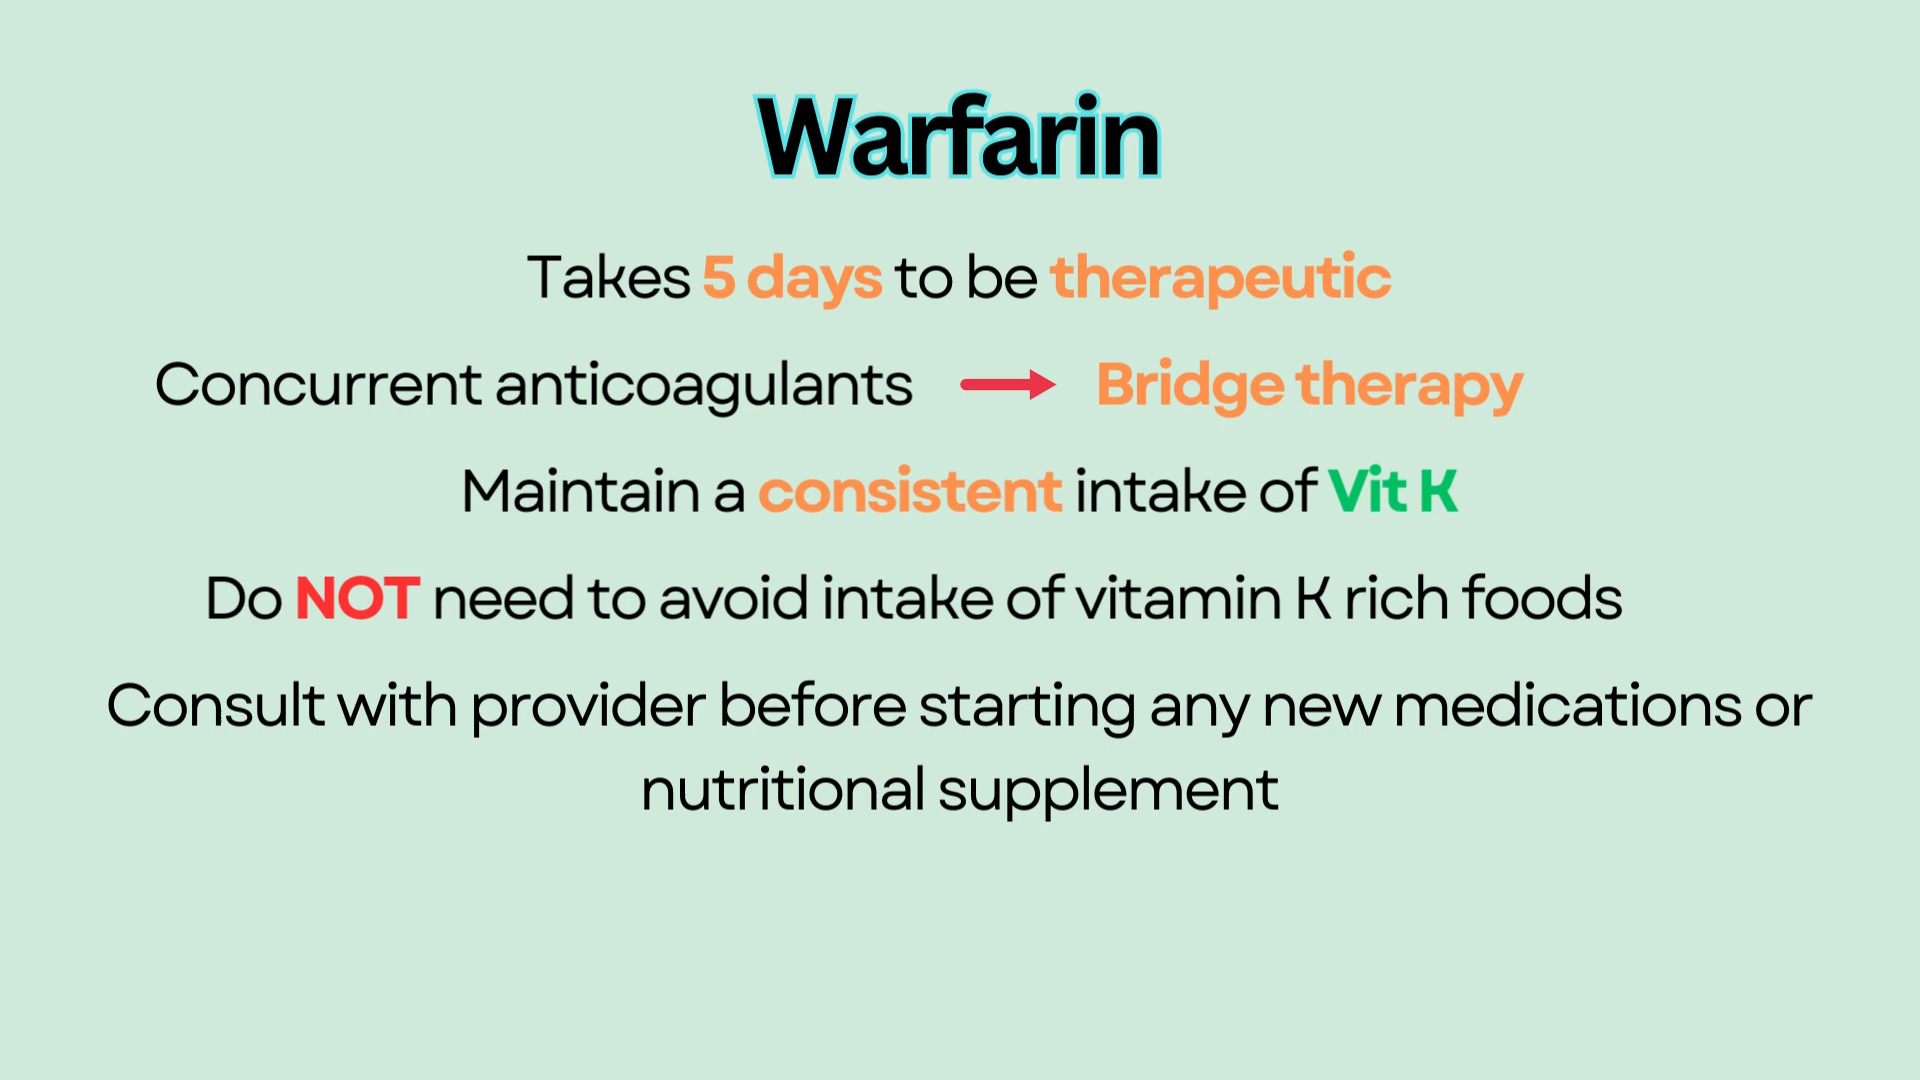 Warfarin
Takes 5 days to be therapeutic
Concurrent anticoagulants → Bridge therapy
Maintain a consistent intake of Vit K
Do NOT need to avoid intake of vitamin K rich foods
Consult with provider before starting any new medications or
nutritional supplement